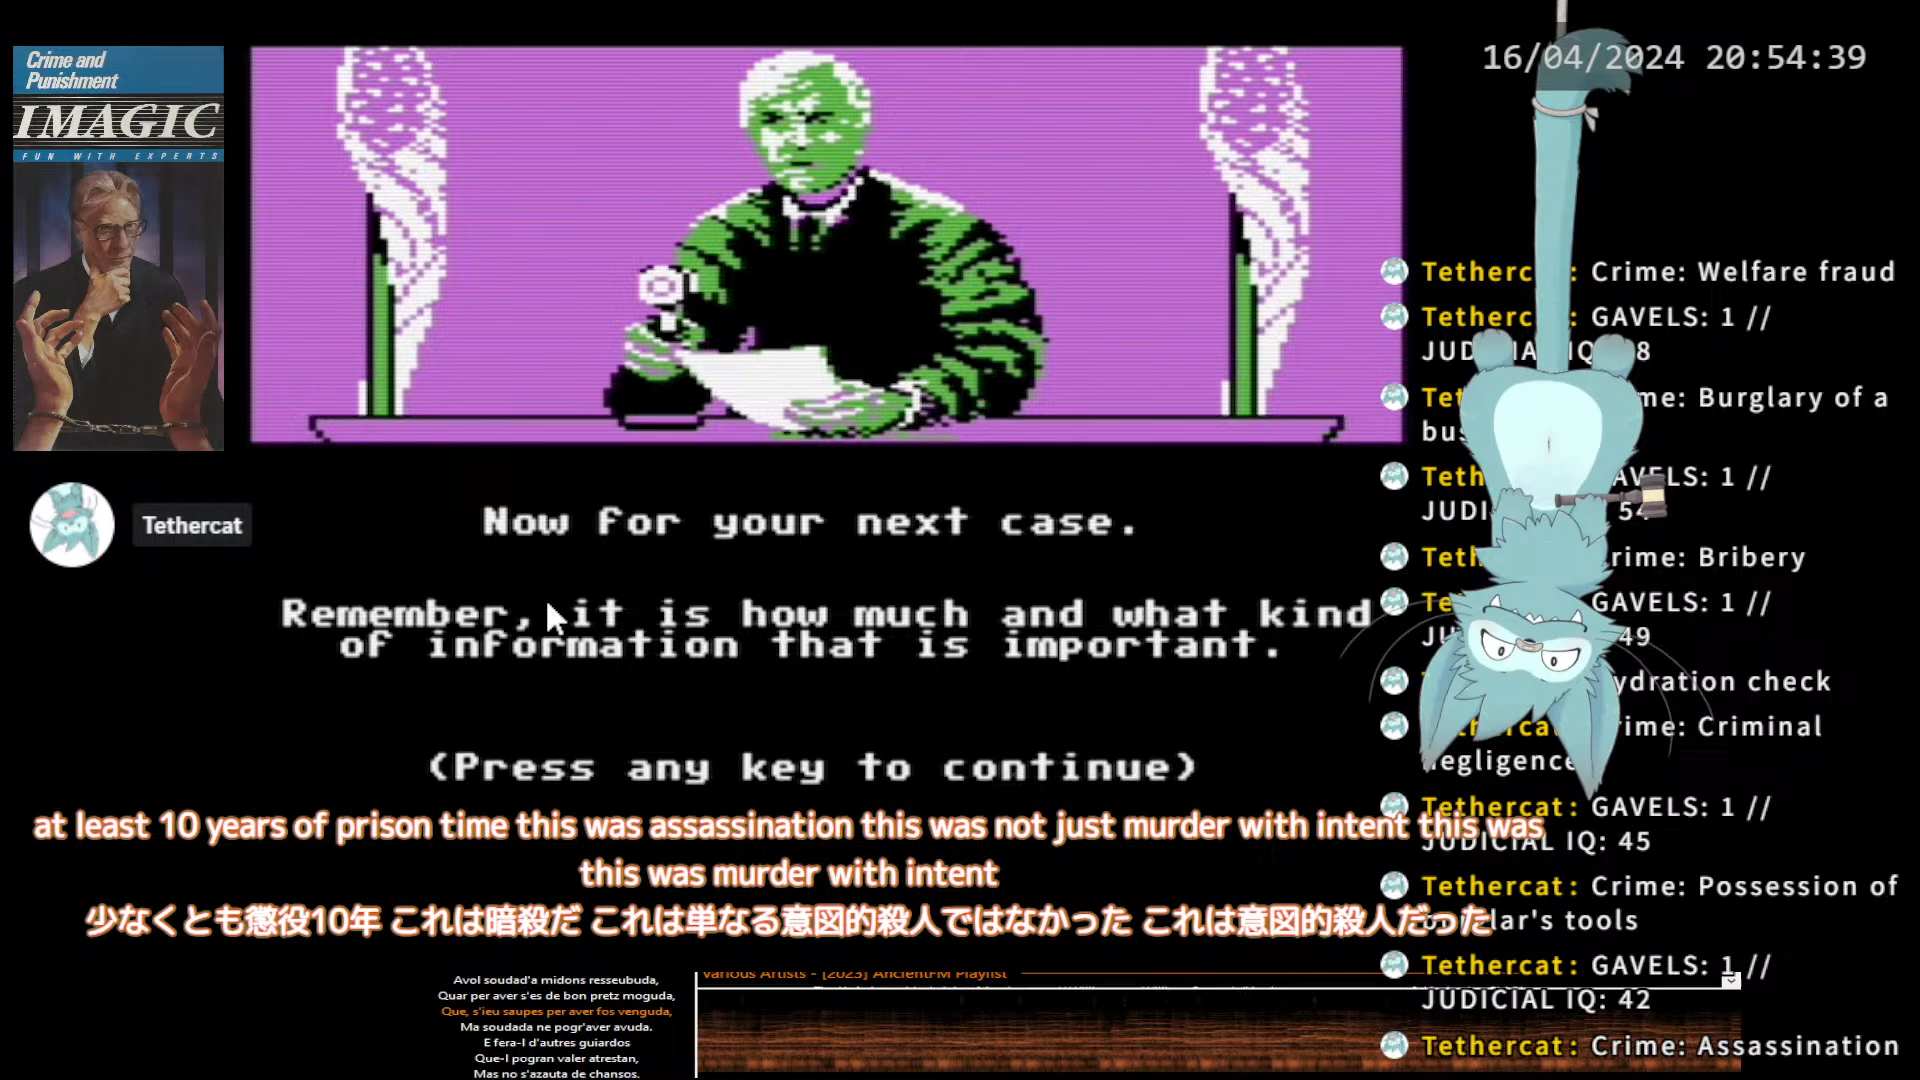 Crime and
Punishment
IMAGIC
FUN WITH EXPERTS
16/04/2024 20:54:39
Tethercat
Now for your next case.
Remember, it is how much and what kind
of information that is important.
(Press any key to continue)
at least 10 years of prison time this was assassination this was not just murder with intent this was
this was murder with intent
少なくとも懲役10年 これは暗殺だ これは単なる意図的殺人ではなかった これは意図的殺人だった
Avol soudad'a midons resseubuda,
Quar per aver s'es de bon pretz moguda,
Que, s'ieu saupes per aver fos venguda,
Ma soudada ne pogr'aver avuda.
E fera-l d'autres guiardos
Que-l pogran valer atrestan,
Mas no s'azauta de chansos.
Various Artists - [2023] AncientFM Playlist
Crime: Welfare fraud
GAVELS: 1 //
Burglary of a
1 //
54
Bribery
GAVELS: 1 //
49
check
Criminal
negligence
Tethercat: GAVELS: 1 //
JUDICIAL IQ: 45
Tethercat: Crime: Possession of
tools
Tethercat: GAVELS: 1 //
JUDICIAL IQ: 42
Tethercat: Crime: Assassination